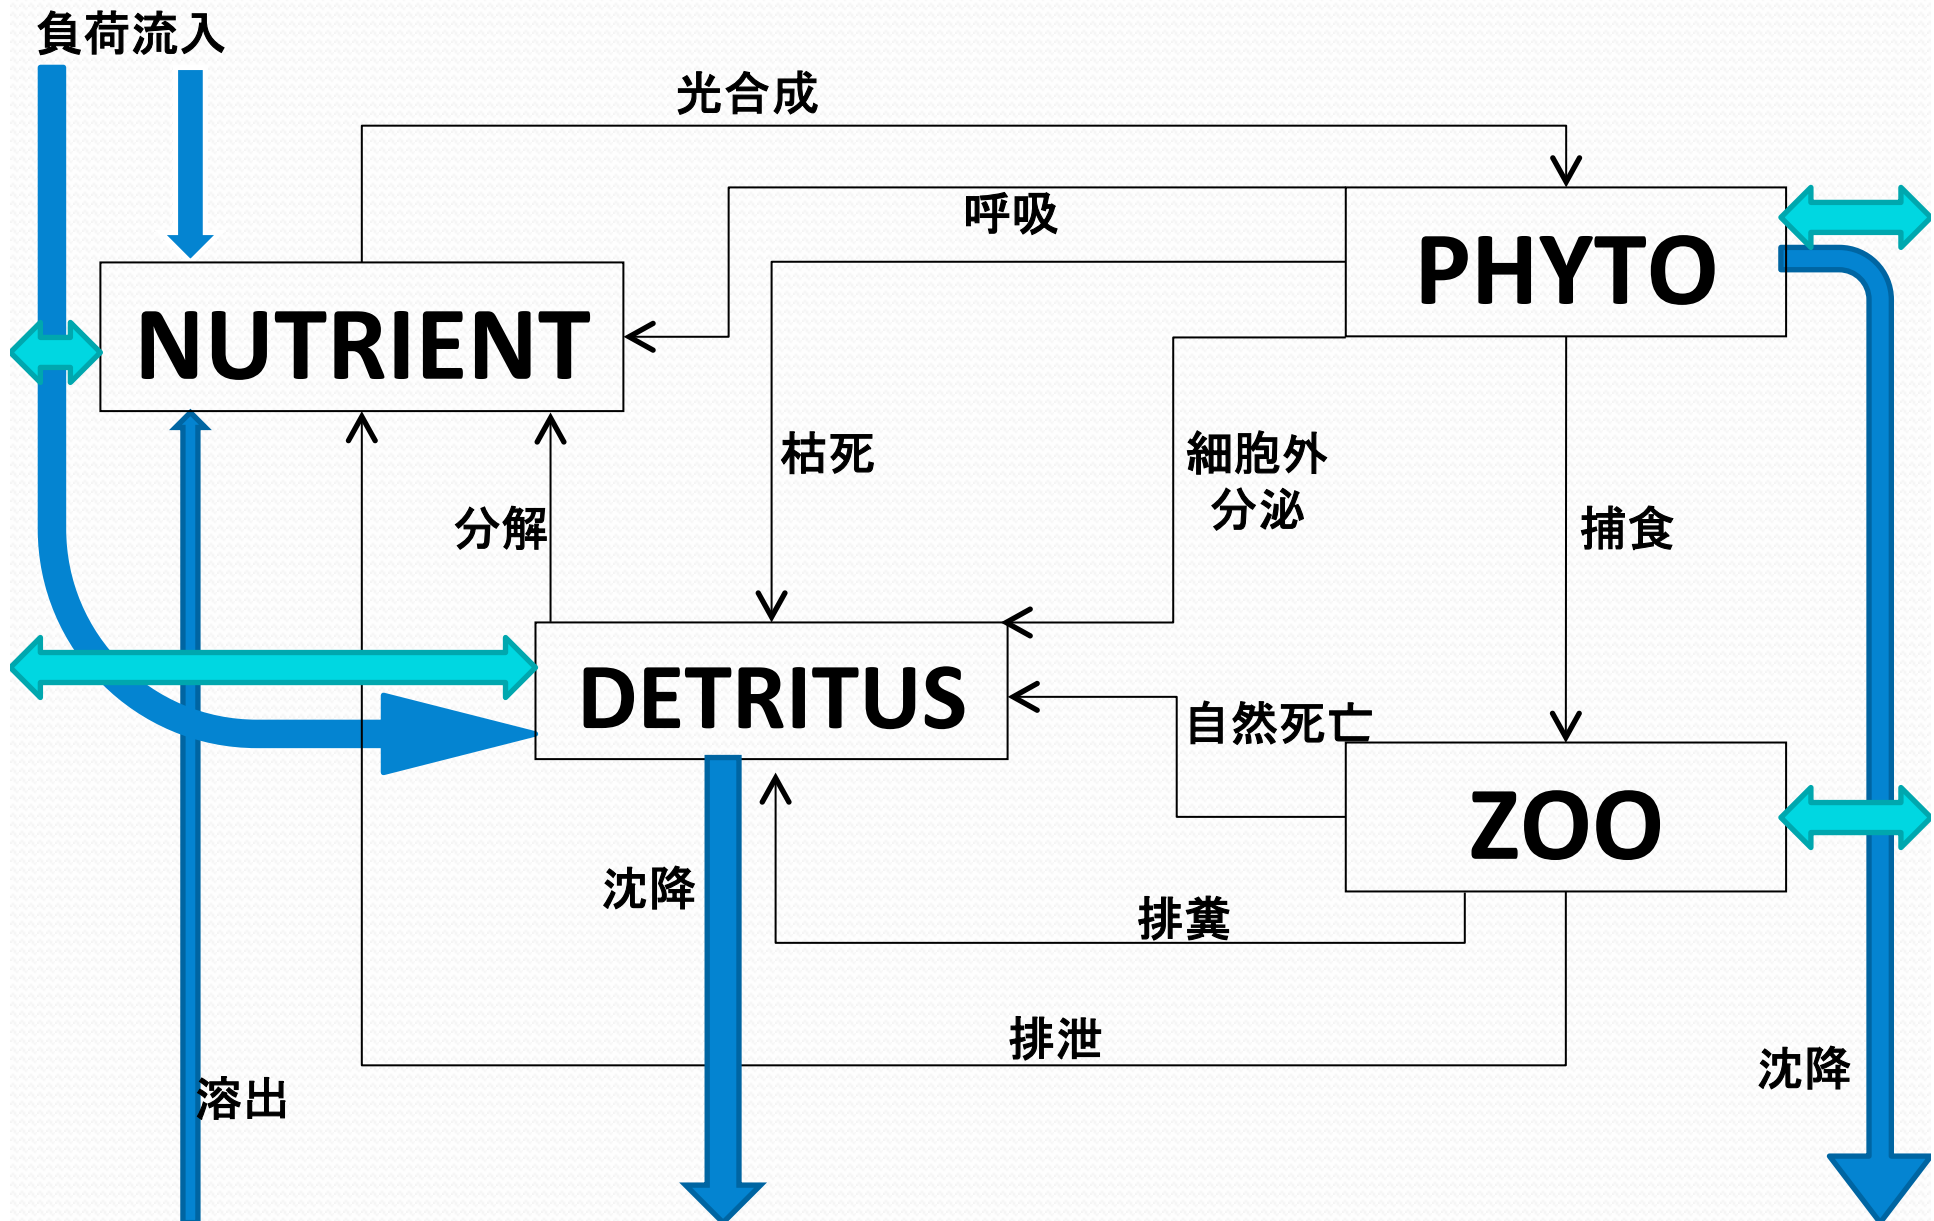 負荷流入
光合成
呼吸
PHYTO
NUTRIENT
枯死
細胞外
分泌
分解
捕食
DETRITUS
自然死亡
ZOO
沈降
排糞
排泄
沈降
溶出